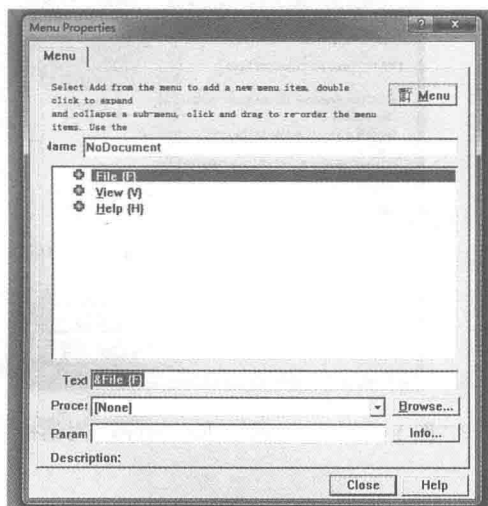 Menu Properties
? x
Menu
Select Add from the menu to add a new menu item, double
click to expand
and collapse a sub-menu, click and drag to re-order the menu
items. Use the
Menu
Name NoDocument
File {F}
View {V}
Help {H}
Text &File {F}
Proce: [None] Browse...
Param Info...
Description:
Close Help